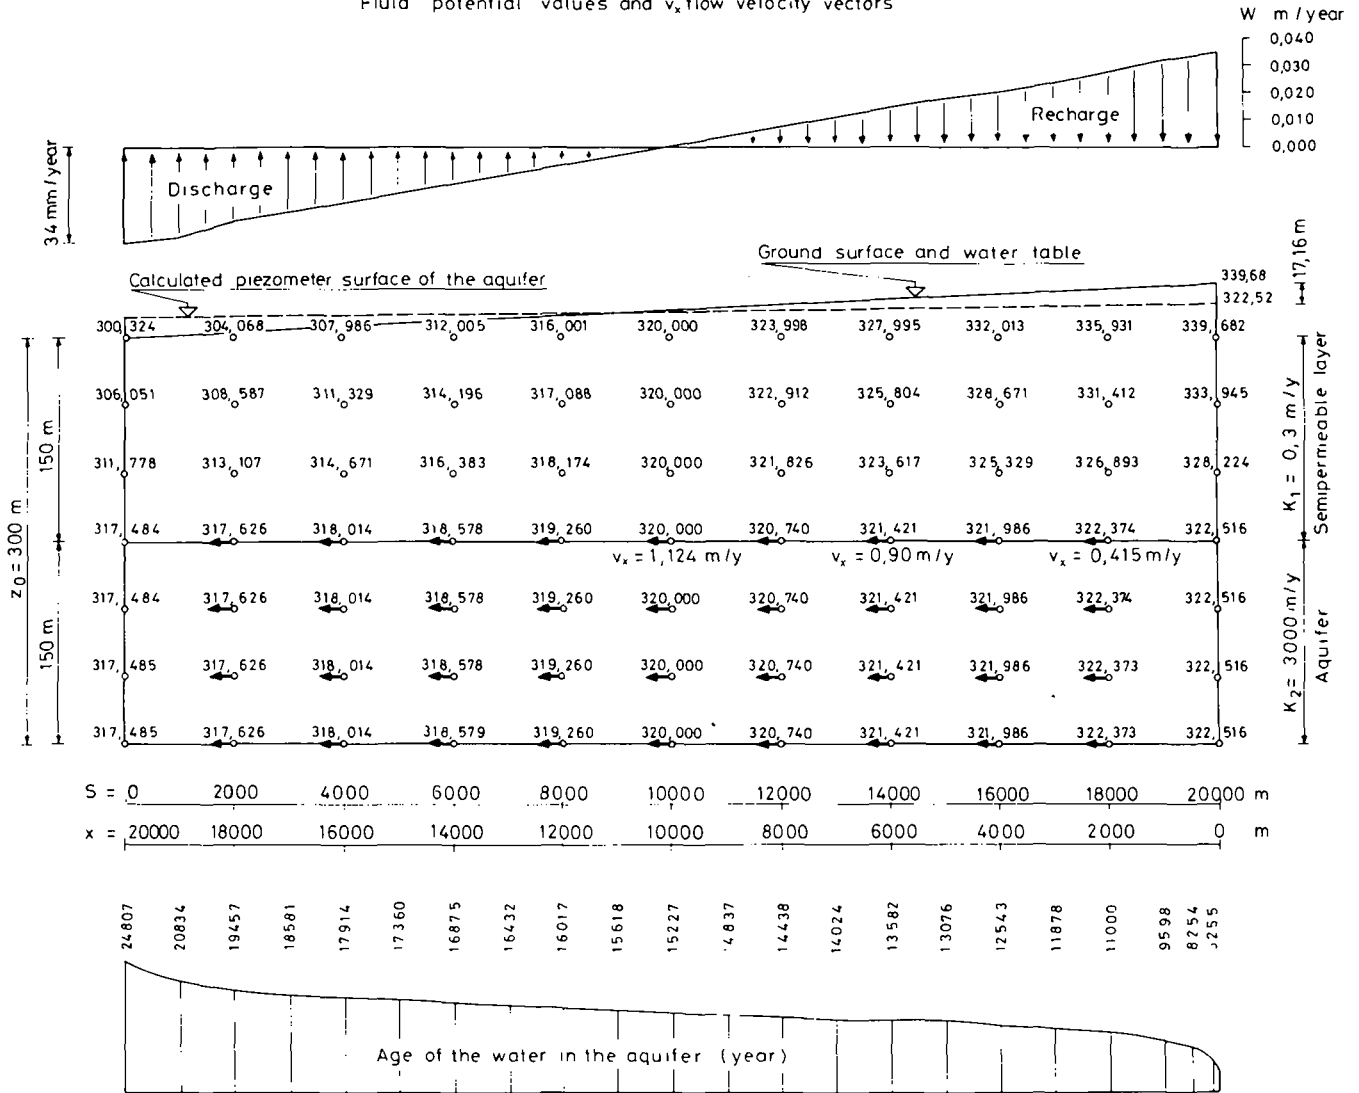 Fluid potential values and vx flow velocity vectors
W m / year
0,040
0,030
0,020
0,010
0,000
Recharge
Discharge
34 mm/year
Ground surface and water table
Calculated piezometer surface of the aquifer
17,16 m
339,68
322,52
300,324 304,068 307,986 312,005 316,001 320,000 323,998 327,995 332,013 335,931 339,682
306,051 308,587 311,329 314,196 317,088 320,000 322,912 325,804 328,671 331,412 333,945
311,778 313,107 314,671 316,383 318,174 320,000 321,826 323,617 325,329 326,893 328,224
317,484 317,626 318,014 318,578 319,260 320,000 320,740 321,421 321,986 322,374 322,516
vx = 1,124 m/y vx = 0,90 m/y vx = 0,415 m/y
317,484 317,626 318,014 318,578 319,260 320,000 320,740 321,421 321,986 322,374 322,516
317,485 317,626 318,014 318,578 319,260 320,000 320,740 321,421 321,986 322,373 322,516
317,485 317,626 318,014 318,579 319,260 320,000 320,740 321,421 321,986 322,373 322,516
z0 = 300 m
150 m
150 m
K1 = 0,3 m/y
Semipermeable layer
K2 = 3000 m/y
Aquifer
S = 0 2000 4000 6000 8000 10000 12000 14000 16000 18000 20000 m
x = 20000 18000 16000 14000 12000 10000 8000 6000 4000 2000 0 m
24807 20834 19457 18581 17914 17360 16875 16432 16017 15618 15227 14837 14438 14024 13582 13076 12543 11878 11000 9598 8254
Age of the water in the aquifer (year)